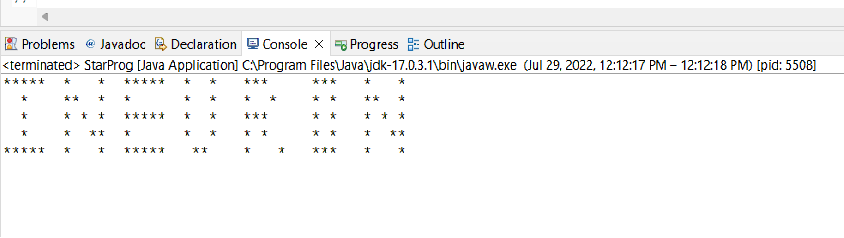 Problems Javadoc Declaration Console Progress Outline
<terminated> StarProg [Java Application] C:\Program Files\Java\jdk-17.0.3.1\bin\javaw.exe (Jul 29, 2022, 12:12:17 PM – 12:12:18 PM) [pid: 5508]
*****   *    *   *****   *   *    ***       ***    *    *
  *     **  *   *       *   *    *   *     * *    **  *
  *     * * *   *****   *   *    ***       * *    * * *
  *     *  **   *       *   *    * *       * *    *  **
*****   *    *   *****    **     *    *    ***    *    *